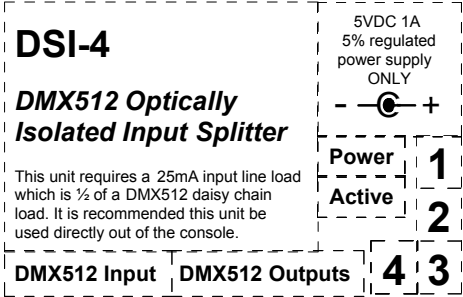 DSI-4
DMX512 Optically
Isolated Input Splitter
This unit requires a 25mA input line load
which is ½ of a DMX512 daisy chain
load. It is recommended this unit be
used directly out of the console.
5VDC 1A
5% regulated
power supply
ONLY
- +
Power
Active
1
2
3
4
DMX512 Input
DMX512 Outputs